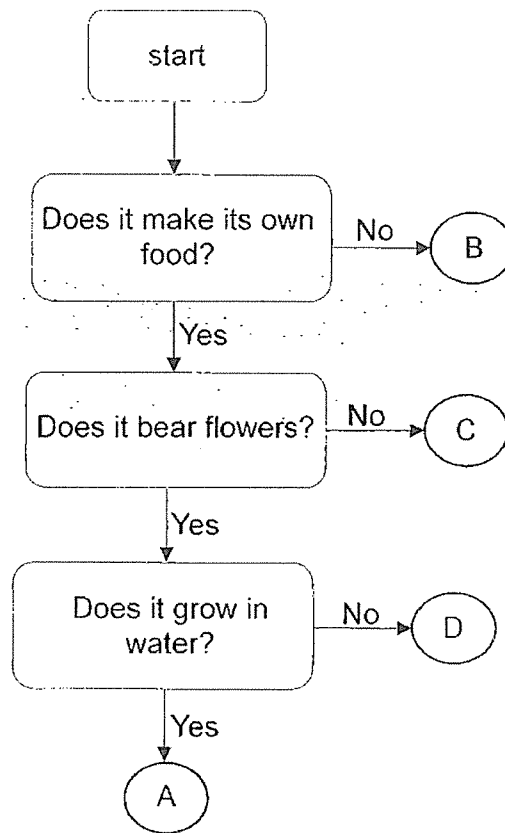 start
Does it make its own
food?
No
B
Yes
Does it bear flowers?
No
C
Yes
Does it grow in
water?
No
D
Yes
A